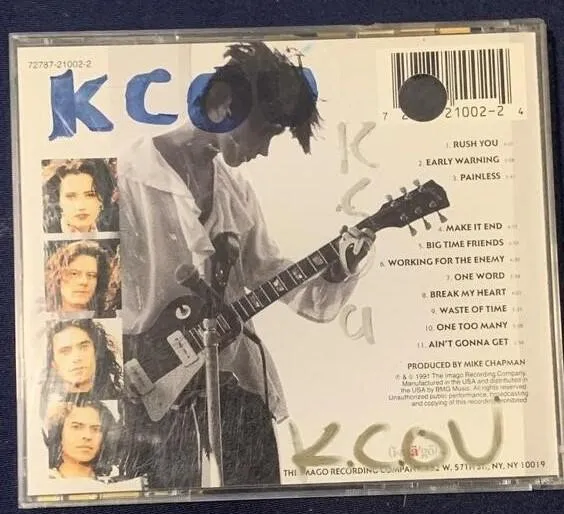 72787-21002-2
KCOU
7 21002-2 4
KCOU
1. RUSH YOU
2. EARLY WARNING
3. PAINLESS
4. MAKE IT END
5. BIG TIME FRIENDS
6. WORKING FOR THE ENEMY
7. ONE WORD
8. BREAK MY HEART
9. WASTE OF TIME
10. ONE TOO MANY
11. AIN'T GONNA GET
PRODUCED BY MIKE CHAPMAN
℗ & © 1991 The Imago Recording Company.
Manufactured in the USA and distributed in
the USA by BMG Music. All rights reserved.
Unauthorized public performance, broadcasting
and copying of this recording prohibited
K.COU
THE IMAGO RECORDING COMPANY W. 57TH ST., NY, NY 10019